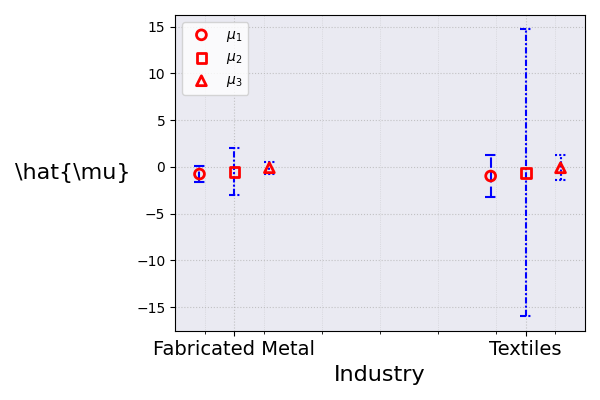 15
10
5
0
−5
−10
−15
μ1
μ2
μ3
\hat{\mu}
Fabricated Metal
Textiles
Industry